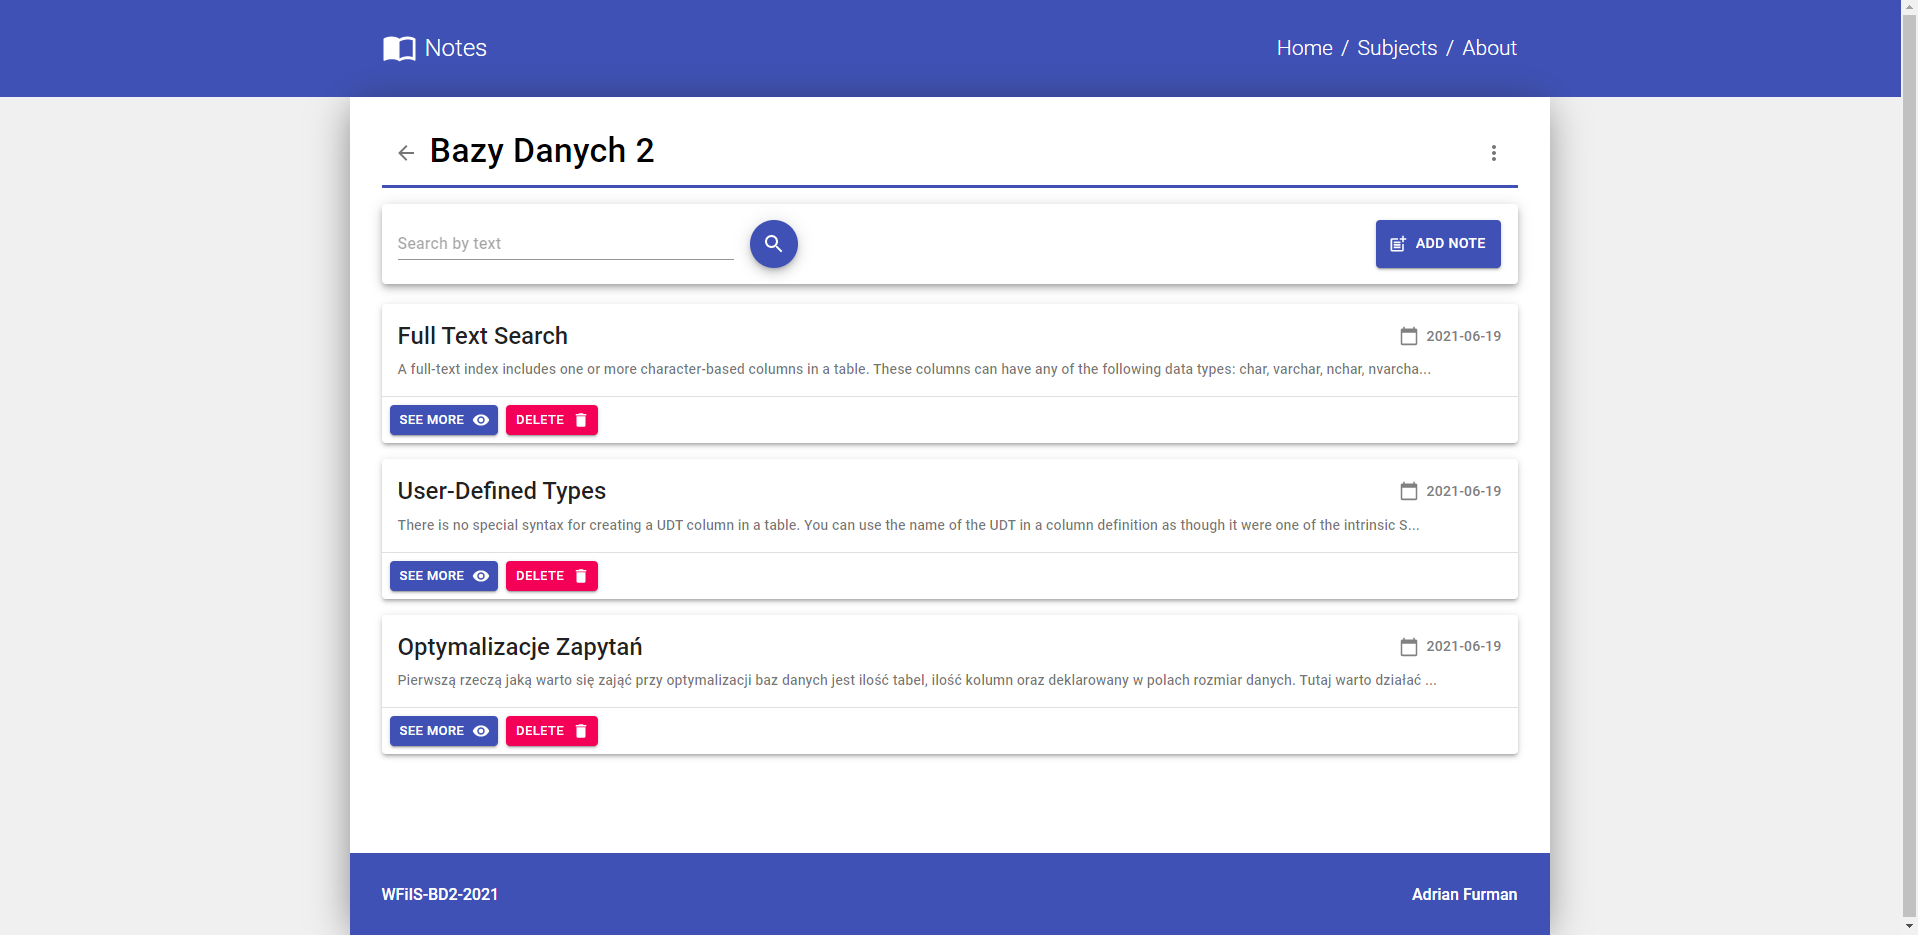 Notes
Home / Subjects / About
Bazy Danych 2
Search by text
ADD NOTE
Full Text Search
2021-06-19
A full-text index includes one or more character-based columns in a table. These columns can have any of the following data types: char, varchar, nchar, nvarcha...
SEE MORE
DELETE
User-Defined Types
2021-06-19
There is no special syntax for creating a UDT column in a table. You can use the name of the UDT in a column definition as though it were one of the intrinsic S...
SEE MORE
DELETE
Optymalizacje Zapytań
2021-06-19
Pierwszą rzeczą jaką warto się zająć przy optymalizacji baz danych jest ilość tabel, ilość kolumn oraz deklarowany w polach rozmiar danych. Tutaj warto działać ...
SEE MORE
DELETE
WFiIS-BD2-2021
Adrian Furman